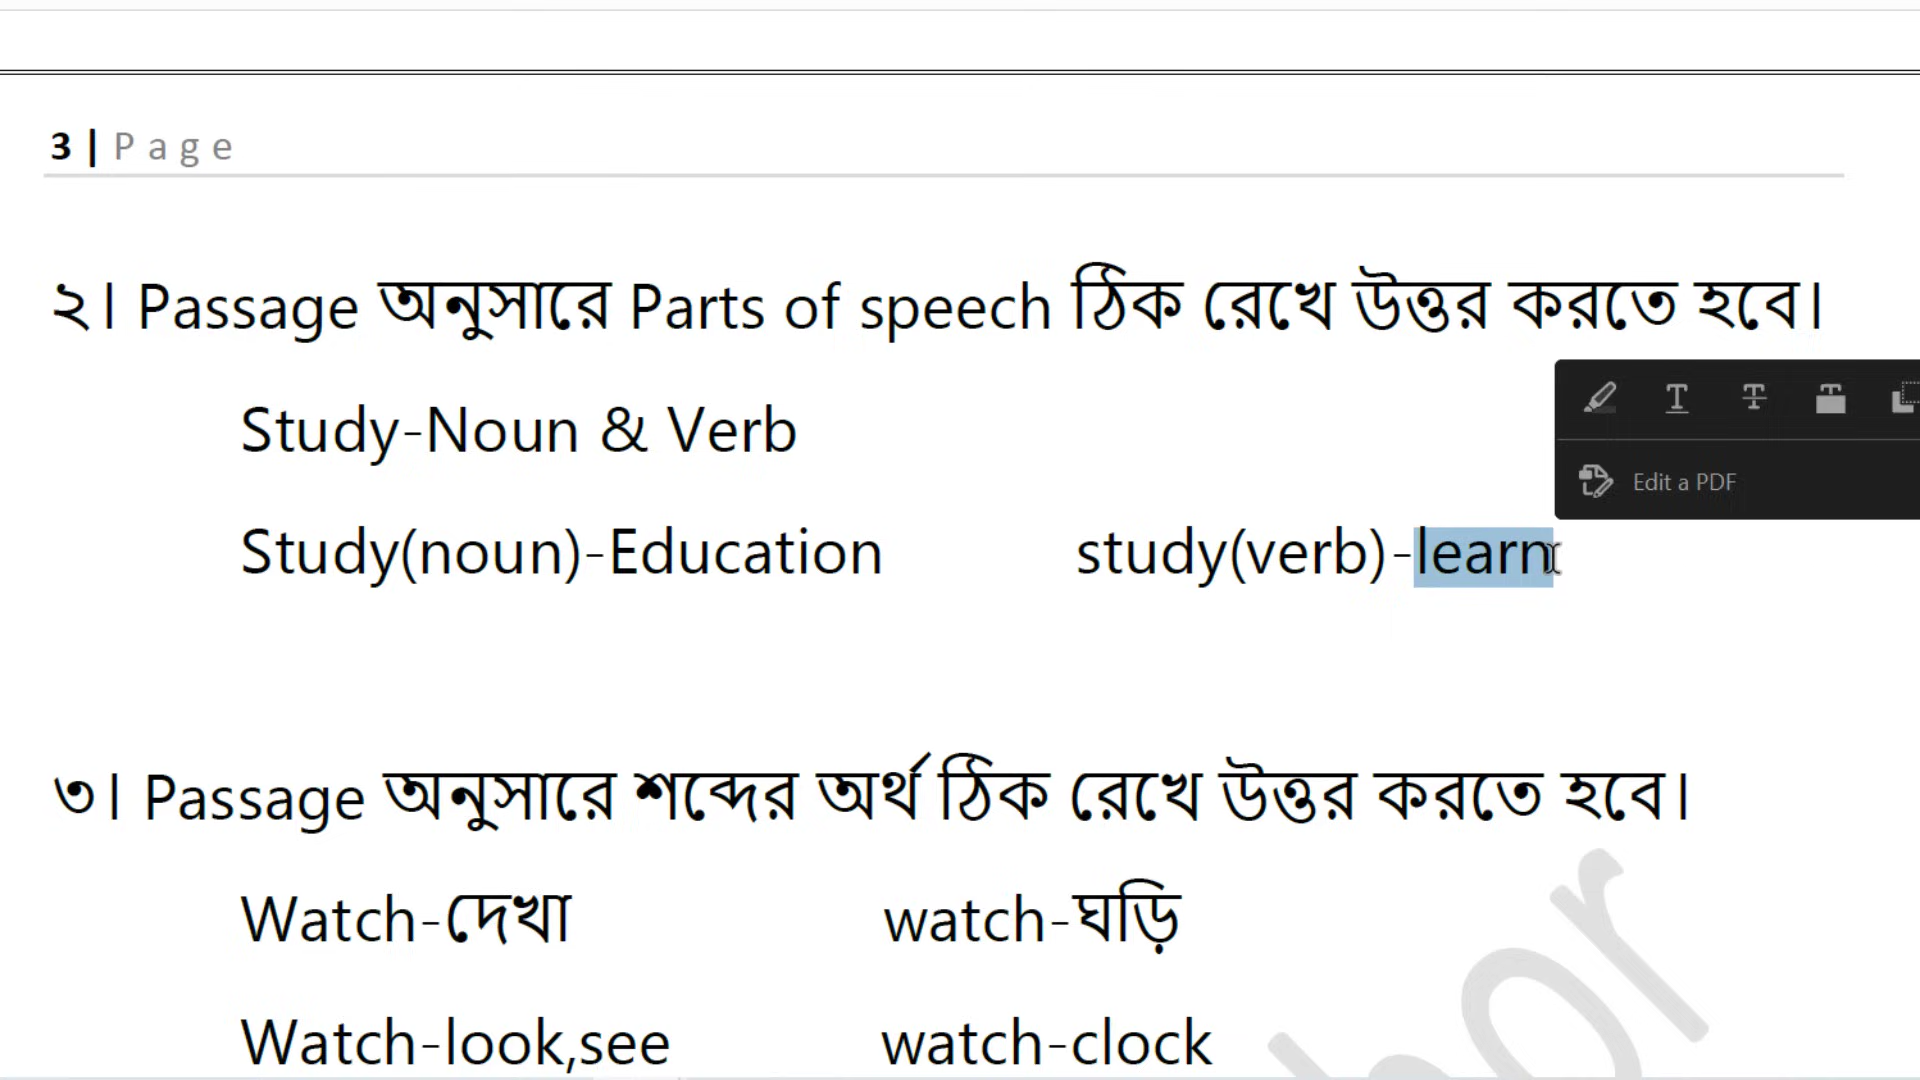 3 | Page
২। Passage অনুসারে Parts of speech ঠিক রেখে উত্তর করতে হবে।
Study-Noun & Verb
Edit a PDF
Study(noun)-Education study(verb)-learn
৩। Passage অনুসারে শব্দের অর্থ ঠিক রেখে উত্তর করতে হবে।
Watch-দেখা watch-ঘড়ি
Watch-look,see watch-clock